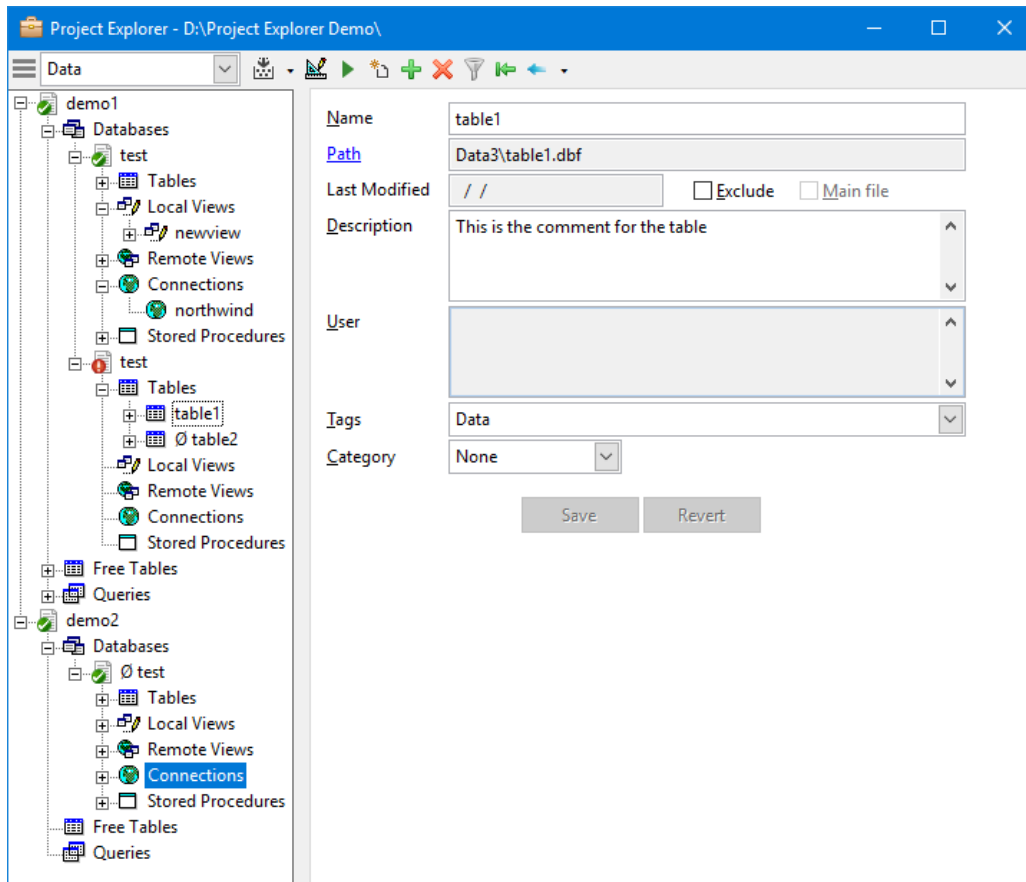 Project Explorer - D:\Project Explorer Demo\
Data
demo1
Databases
test
Tables
Local Views
newview
Remote Views
Connections
northwind
Stored Procedures
test
Tables
table1
Ø table2
Local Views
Remote Views
Connections
Stored Procedures
Free Tables
Queries
demo2
Databases
Ø test
Tables
Local Views
Remote Views
Connections
Stored Procedures
Free Tables
Queries
Name table1
Path Data3\table1.dbf
Last Modified / / Exclude Main file
Description This is the comment for the table
User
Tags Data
Category None
Save Revert